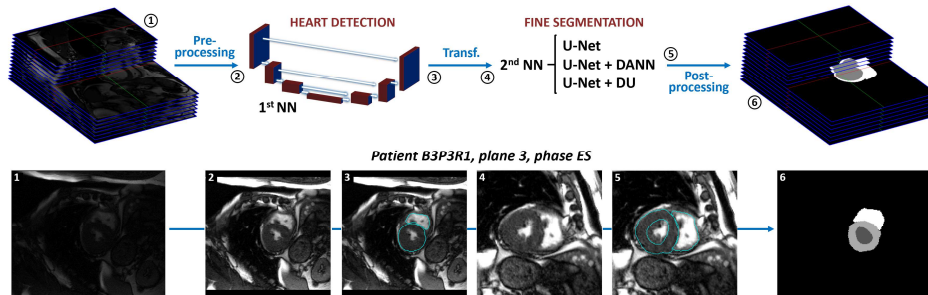 ①
Pre-
processing
②
HEART DETECTION
1st NN
③
Transf.
④
FINE SEGMENTATION
2nd NN
U-Net
U-Net + DANN
U-Net + DU
⑤
Post-
processing
⑥
Patient B3P3R1, plane 3, phase ES
1
2
3
4
5
6